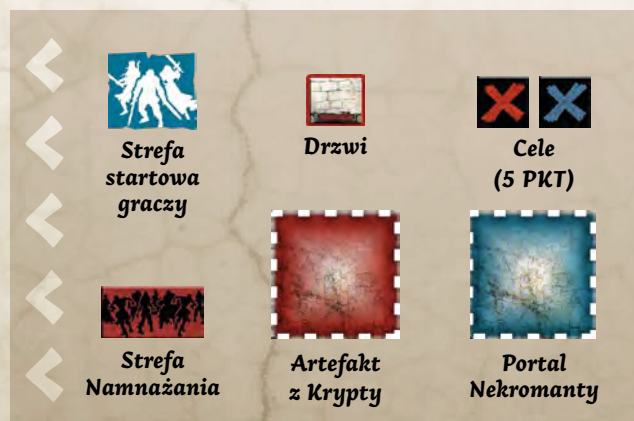 Strefa
startowa
graczy
Drzwi
Cele
(5 PKT)
Strefa
Namnażania
Artefakt
z Krypty
Portal
Nekromanty